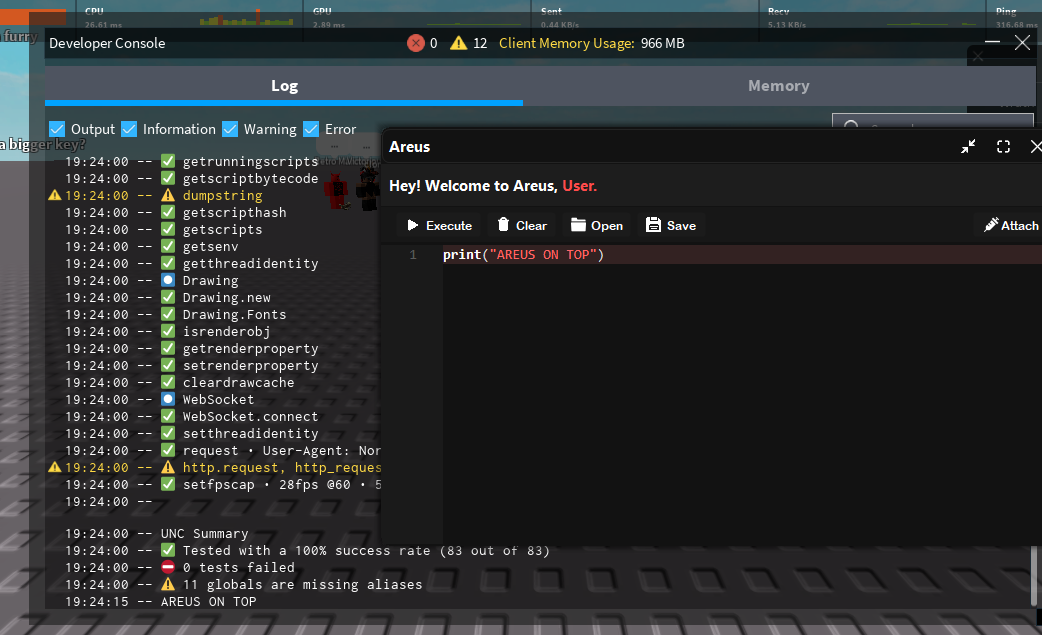 CPU GPU Sent Recv Ping
26.61 ms 2.89 ms 0.44 KB/s 5.13 KB/s 316.68 ms
furry
Developer Console 0 12 Client Memory Usage: 966 MB
Log Memory
Output Information Warning Error
a bigger key?
Areus
Hey! Welcome to Areus, User.
Execute Clear Open Save Attach
1 print("AREUS ON TOP")
19:24:00 -- ✅ getrunningscripts
19:24:00 -- ✅ getscriptbytecode
19:24:00 -- ⚠ dumpstring
19:24:00 -- ✅ getscripthash
19:24:00 -- ✅ getscripts
19:24:00 -- ✅ getsenv
19:24:00 -- ✅ getthreadidentity
19:24:00 -- 🔵 Drawing
19:24:00 -- ✅ Drawing.new
19:24:00 -- ✅ Drawing.Fonts
19:24:00 -- ✅ isrenderobj
19:24:00 -- ✅ getrenderproperty
19:24:00 -- ✅ setrenderproperty
19:24:00 -- ✅ cleardrawcache
19:24:00 -- 🔵 WebSocket
19:24:00 -- ✅ WebSocket.connect
19:24:00 -- ✅ setthreadidentity
19:24:00 -- ✅ request • User-Agent: Nor
19:24:00 -- ⚠ http.request, http_reques
19:24:00 -- ✅ setfpscap • 28fps @60 • 5
19:24:00 --
19:24:00 -- UNC Summary
19:24:00 -- ✅ Tested with a 100% success rate (83 out of 83)
19:24:00 -- ⛔ 0 tests failed
19:24:00 -- ⚠ 11 globals are missing aliases
19:24:15 -- AREUS ON TOP